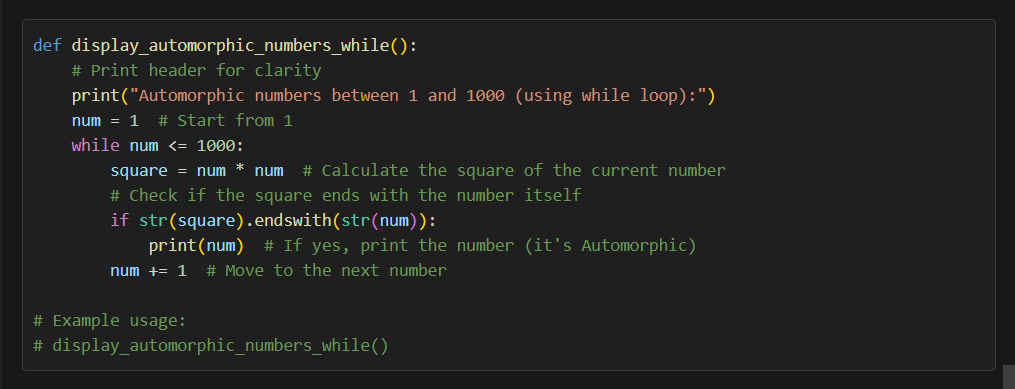 def display_automorphic_numbers_while():
    # Print header for clarity
    print("Automorphic numbers between 1 and 1000 (using while loop):")
    num = 1  # Start from 1
    while num <= 1000:
        square = num * num  # Calculate the square of the current number
        # Check if the square ends with the number itself
        if str(square).endswith(str(num)):
            print(num)  # If yes, print the number (it's Automorphic)
        num += 1  # Move to the next number

# Example usage:
# display_automorphic_numbers_while()